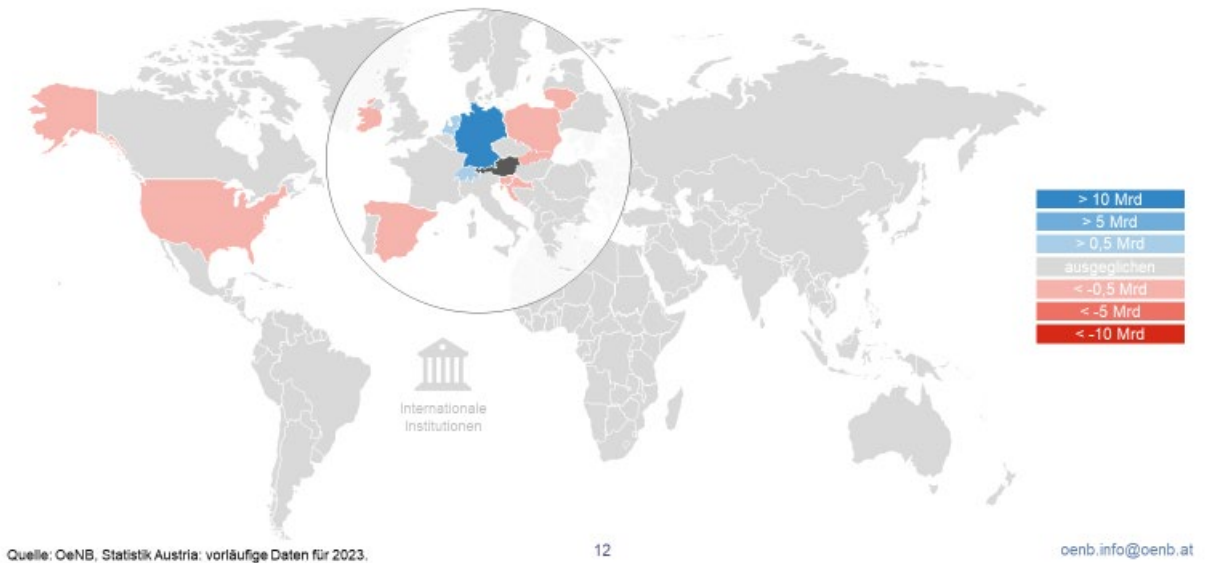 > 10 Mrd
> 5 Mrd
> 0,5 Mrd
ausgeglichen
< -0,5 Mrd
< -5 Mrd
< -10 Mrd
Internationale
Institutionen
Quelle: OeNB, Statistik Austria: vorläufige Daten für 2023.
12
oenb.info@oenb.at